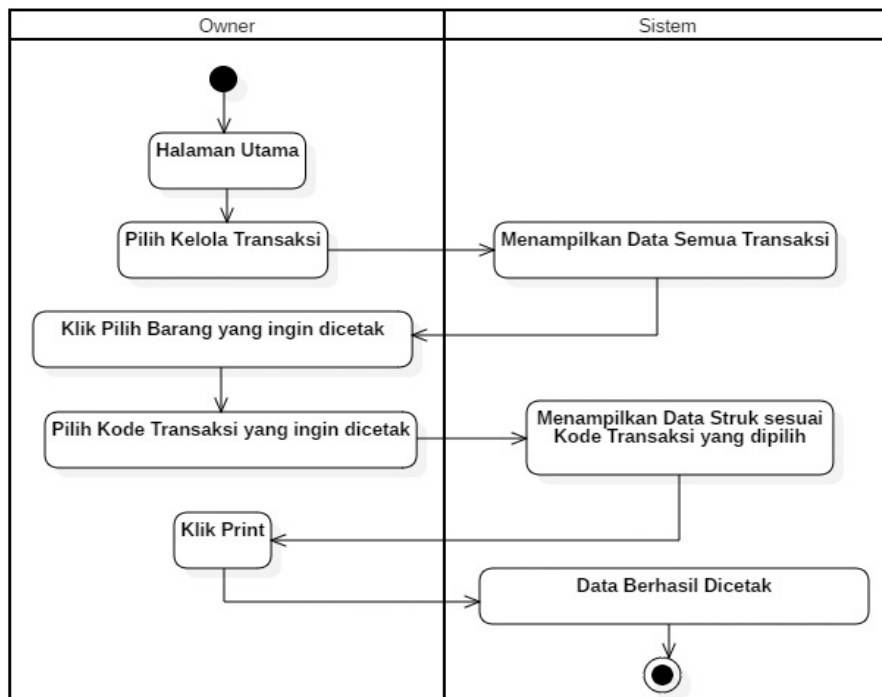 Owner
Sistem
Halaman Utama
Pilih Kelola Transaksi
Menampilkan Data Semua Transaksi
Klik Pilih Barang yang ingin dicetak
Pilih Kode Transaksi yang ingin dicetak
Menampilkan Data Struk sesuai
Kode Transaksi yang dipilih
Klik Print
Data Berhasil Dicetak